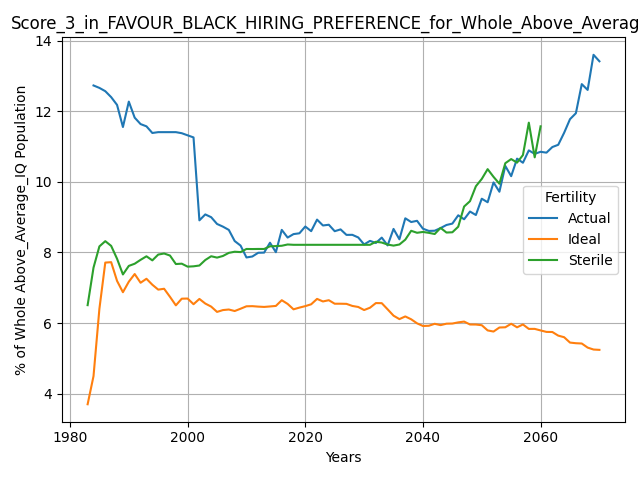 Score_3_in_FAVOUR_BLACK_HIRING_PREFERENCE_for_Whole_Above_Averag
% of Whole Above_Average_IQ Population
14
12
10
8
6
4
Fertility
Actual
Ideal
Sterile
1980
2000
2020
2040
2060
Years